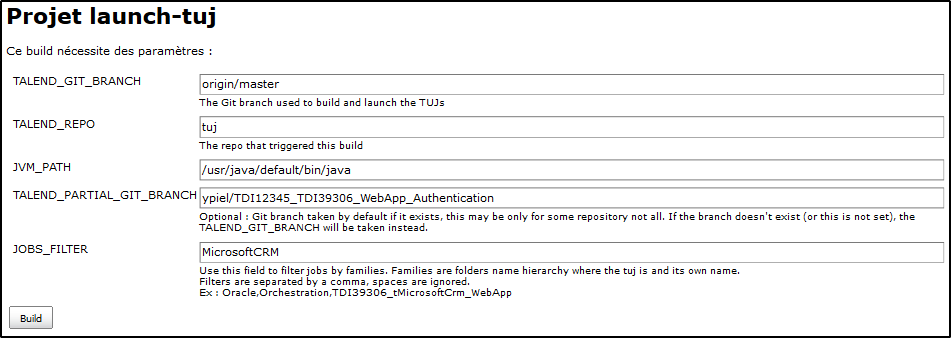 Projet launch-tuj
Ce build nécessite des paramètres :
TALEND_GIT_BRANCH
origin/master
The Git branch used to build and launch the TUJs
TALEND_REPO
tuj
The repo that triggered this build
JVM_PATH
/usr/java/default/bin/java
TALEND_PARTIAL_GIT_BRANCH
ypiel/TDI12345_TDI39306_WebApp_Authentication
Optional : Git branch taken by default if it exists, this may be only for some repository not all. If the branch doesn't exist (or this is not set), the
TALEND_GIT_BRANCH will be taken instead.
JOBS_FILTER
MicrosoftCRM
Use this field to filter jobs by families. Families are folders name hierarchy where the tuj is and its own name.
Filters are separated by a comma, spaces are ignored.
Ex : Oracle,Orchestration,TDI39306_tMicrosoftCrm_WebApp
Build